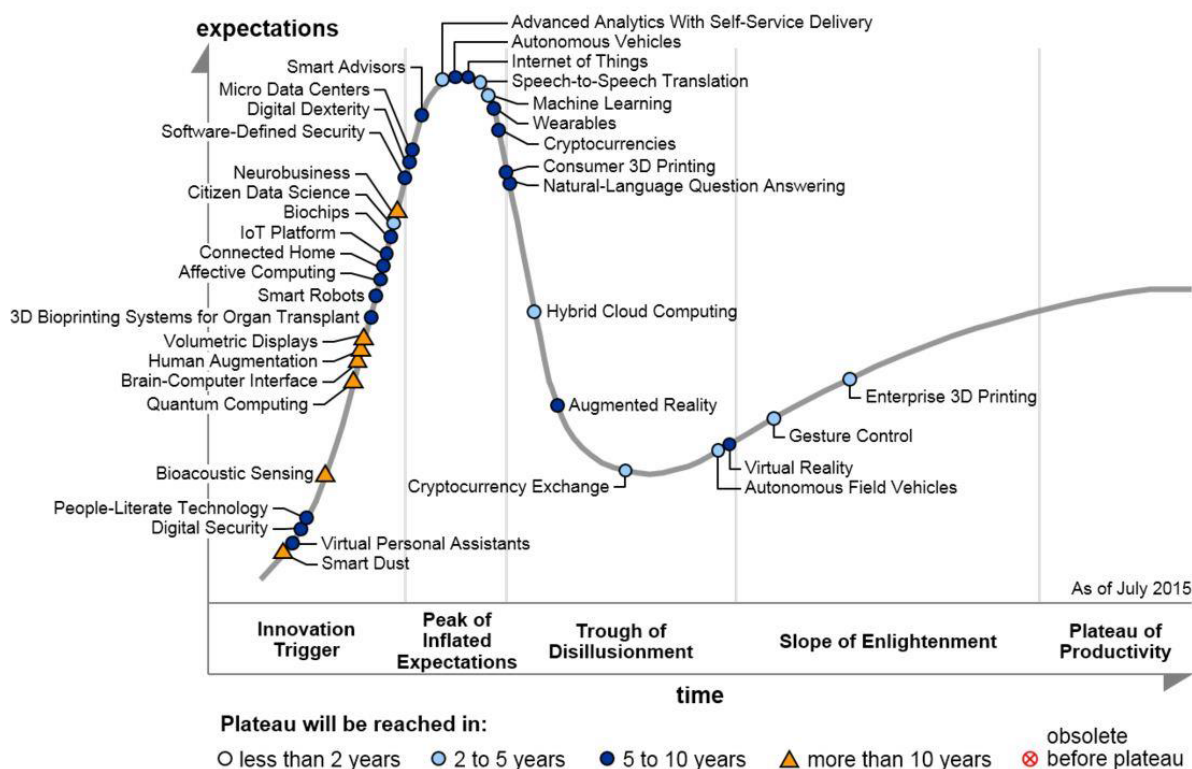 expectations
Advanced Analytics With Self-Service Delivery
Autonomous Vehicles
Internet of Things
Speech-to-Speech Translation
Machine Learning
Wearables
Cryptocurrencies
Consumer 3D Printing
Natural-Language Question Answering
Smart Advisors
Micro Data Centers
Digital Dexterity
Software-Defined Security
Neurobusiness
Citizen Data Science
Biochips
IoT Platform
Connected Home
Affective Computing
Smart Robots
3D Bioprinting Systems for Organ Transplant
Volumetric Displays
Human Augmentation
Brain-Computer Interface
Quantum Computing
Bioacoustic Sensing
People-Literate Technology
Digital Security
Virtual Personal Assistants
Smart Dust
Hybrid Cloud Computing
Augmented Reality
Cryptocurrency Exchange
Enterprise 3D Printing
Gesture Control
Virtual Reality
Autonomous Field Vehicles
As of July 2015
Innovation
Trigger
Peak of
Inflated
Expectations
Trough of
Disillusionment
Slope of Enlightenment
Plateau of
Productivity
time
Plateau will be reached in:
less than 2 years
2 to 5 years
5 to 10 years
more than 10 years
obsolete
before plateau